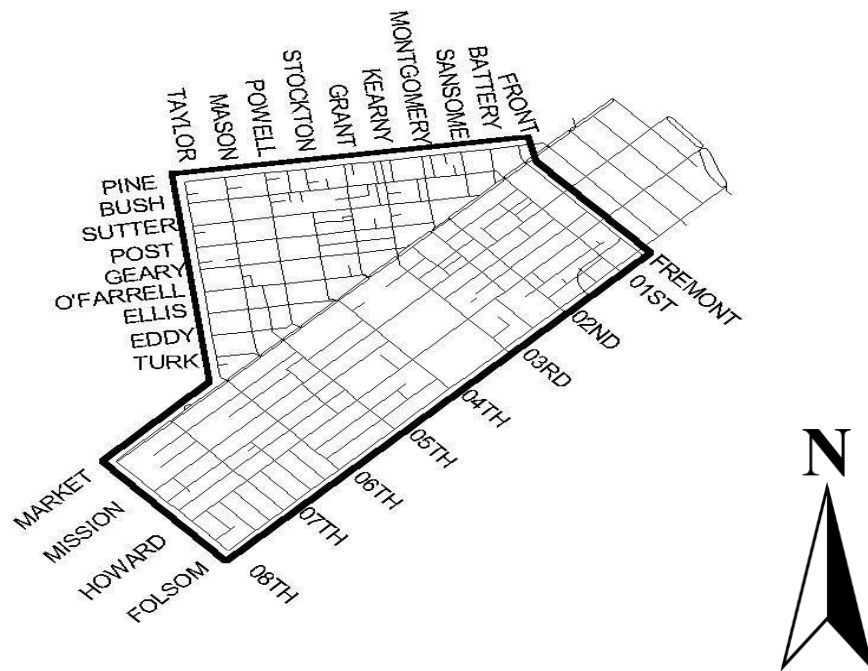 TAYLOR
MASON
POWELL
STOCKTON
GRANT
KEARNY
MONTGOMERY
SANSOME
BATTERY
FRONT
PINE
BUSH
SUTTER
POST
GEARY
O'FARRELL
ELLIS
EDDY
TURK
FREMONT
01ST
02ND
03RD
04TH
05TH
06TH
07TH
08TH
MARKET
MISSION
HOWARD
FOLSOM
N